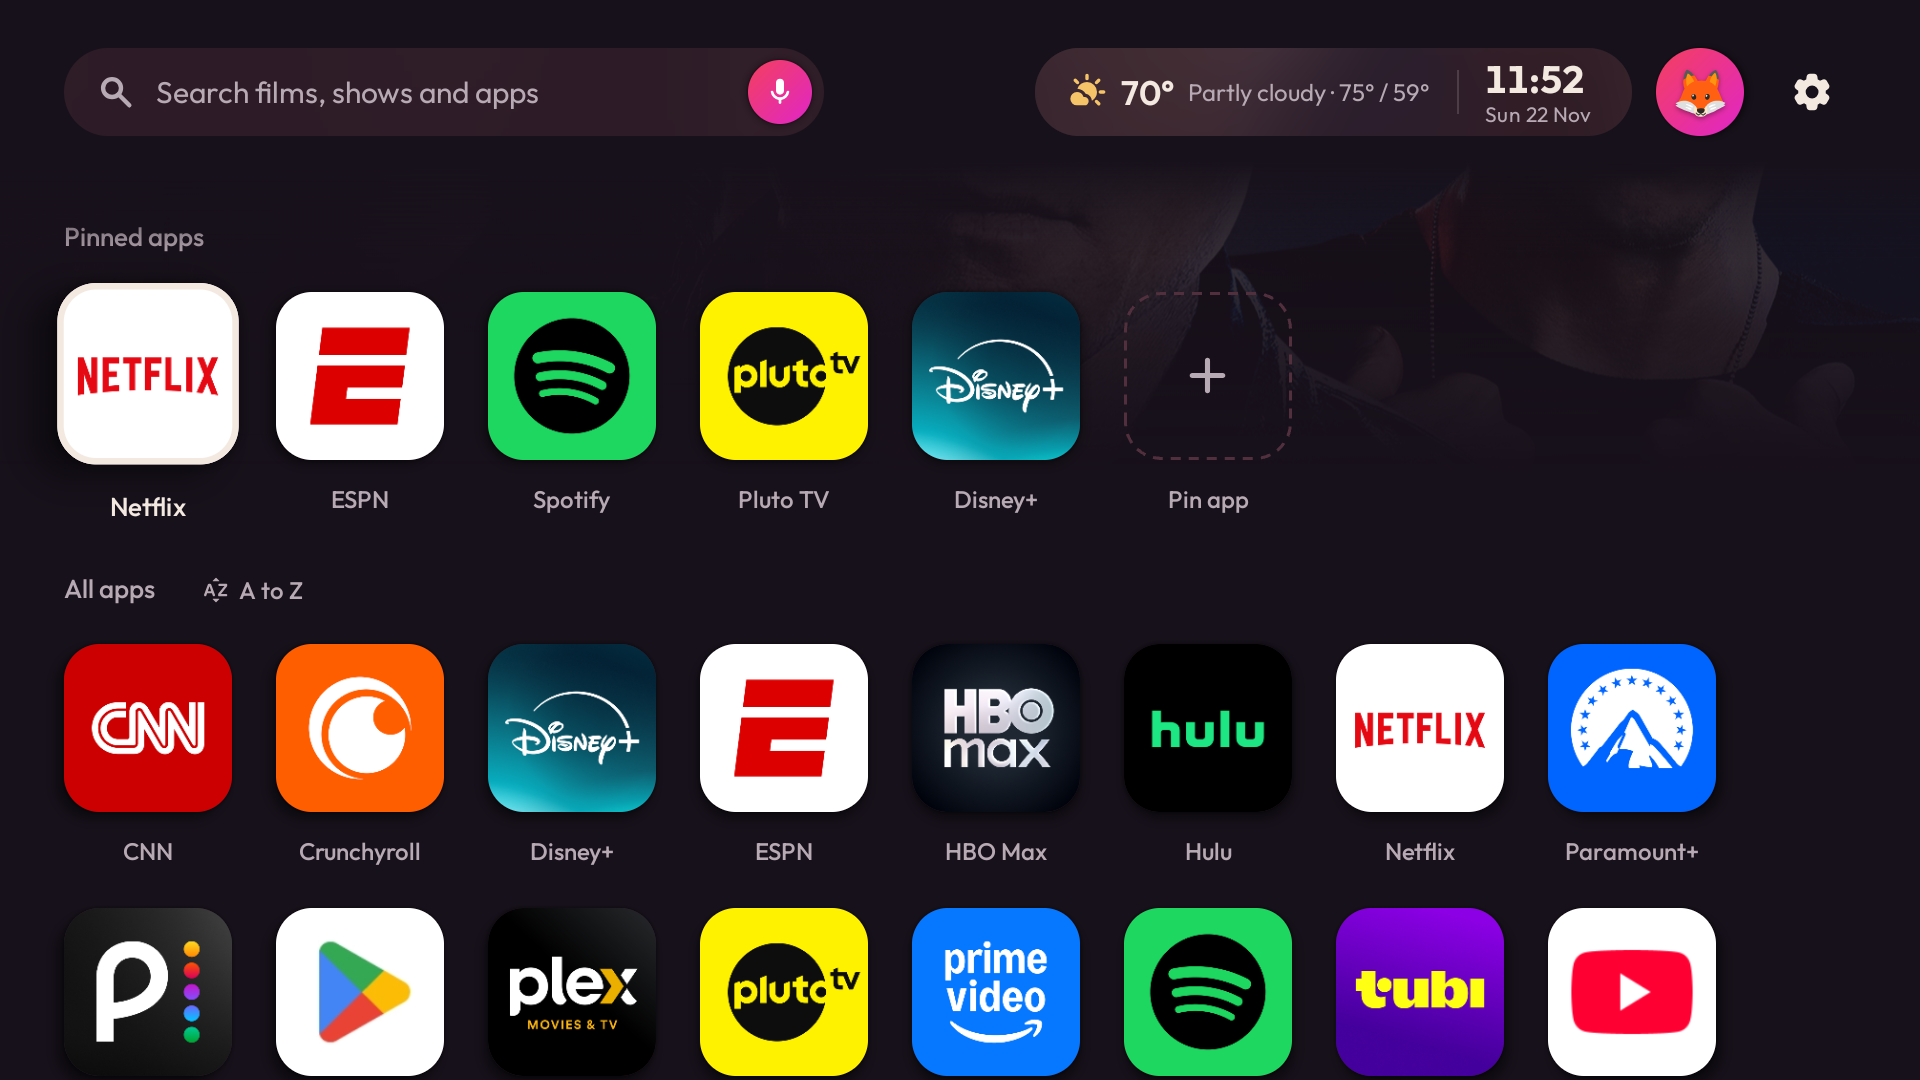 Search films, shows and apps
70° Partly cloudy · 75° / 59°
11:52
Sun 22 Nov
Pinned apps
NETFLIX
pluto tv
Disney+
Netflix
ESPN
Spotify
Pluto TV
Disney+
Pin app
All apps
AZ A to Z
CNN
Disney+
HBO
max
hulu
NETFLIX
CNN
Crunchyroll
Disney+
ESPN
HBO Max
Hulu
Netflix
Paramount+
plex
MOVIES & TV
pluto tv
prime
video
tubi